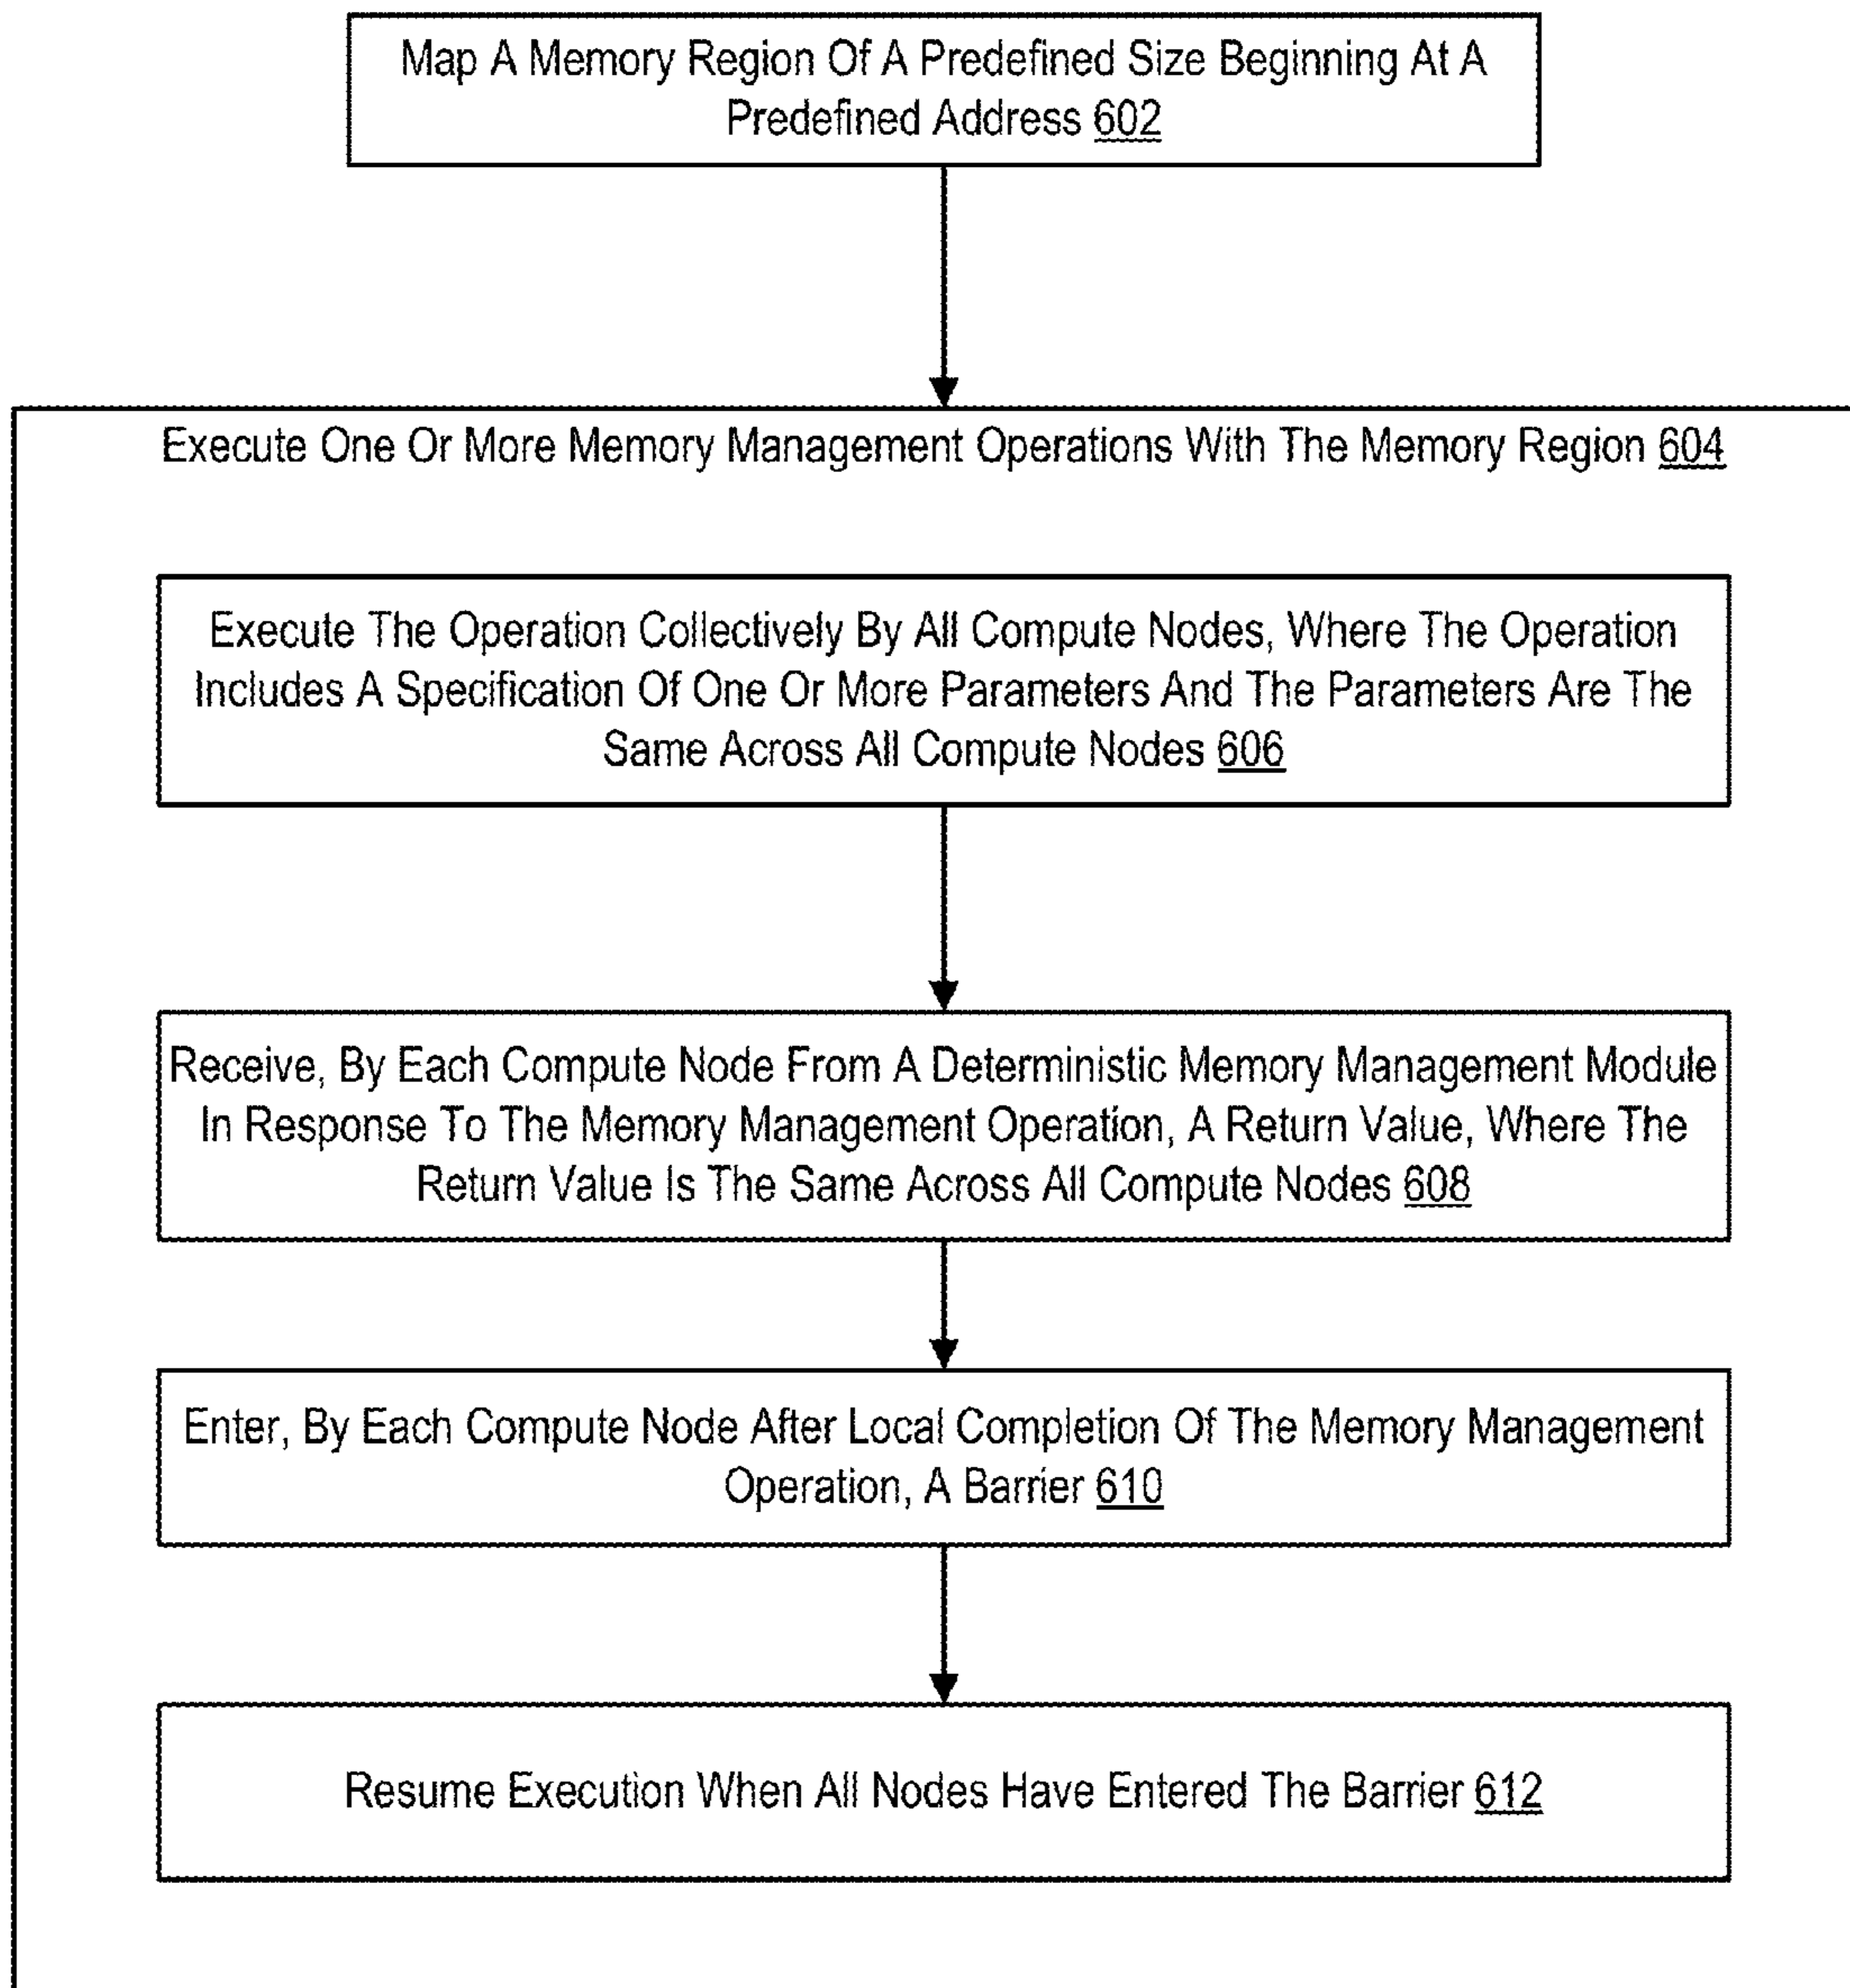 Map A Memory Region Of A Predefined Size Beginning At A
Predefined Address 602
Execute One Or More Memory Management Operations With The Memory Region 604
Execute The Operation Collectively By All Compute Nodes, Where The Operation
Includes A Specification Of One Or More Parameters And The Parameters Are The
Same Across All Compute Nodes 606
Receive, By Each Compute Node From A Deterministic Memory Management Module
In Response To The Memory Management Operation, A Return Value, Where The
Return Value Is The Same Across All Compute Nodes 608
Enter, By Each Compute Node After Local Completion Of The Memory Management
Operation, A Barrier 610
Resume Execution When All Nodes Have Entered The Barrier 612